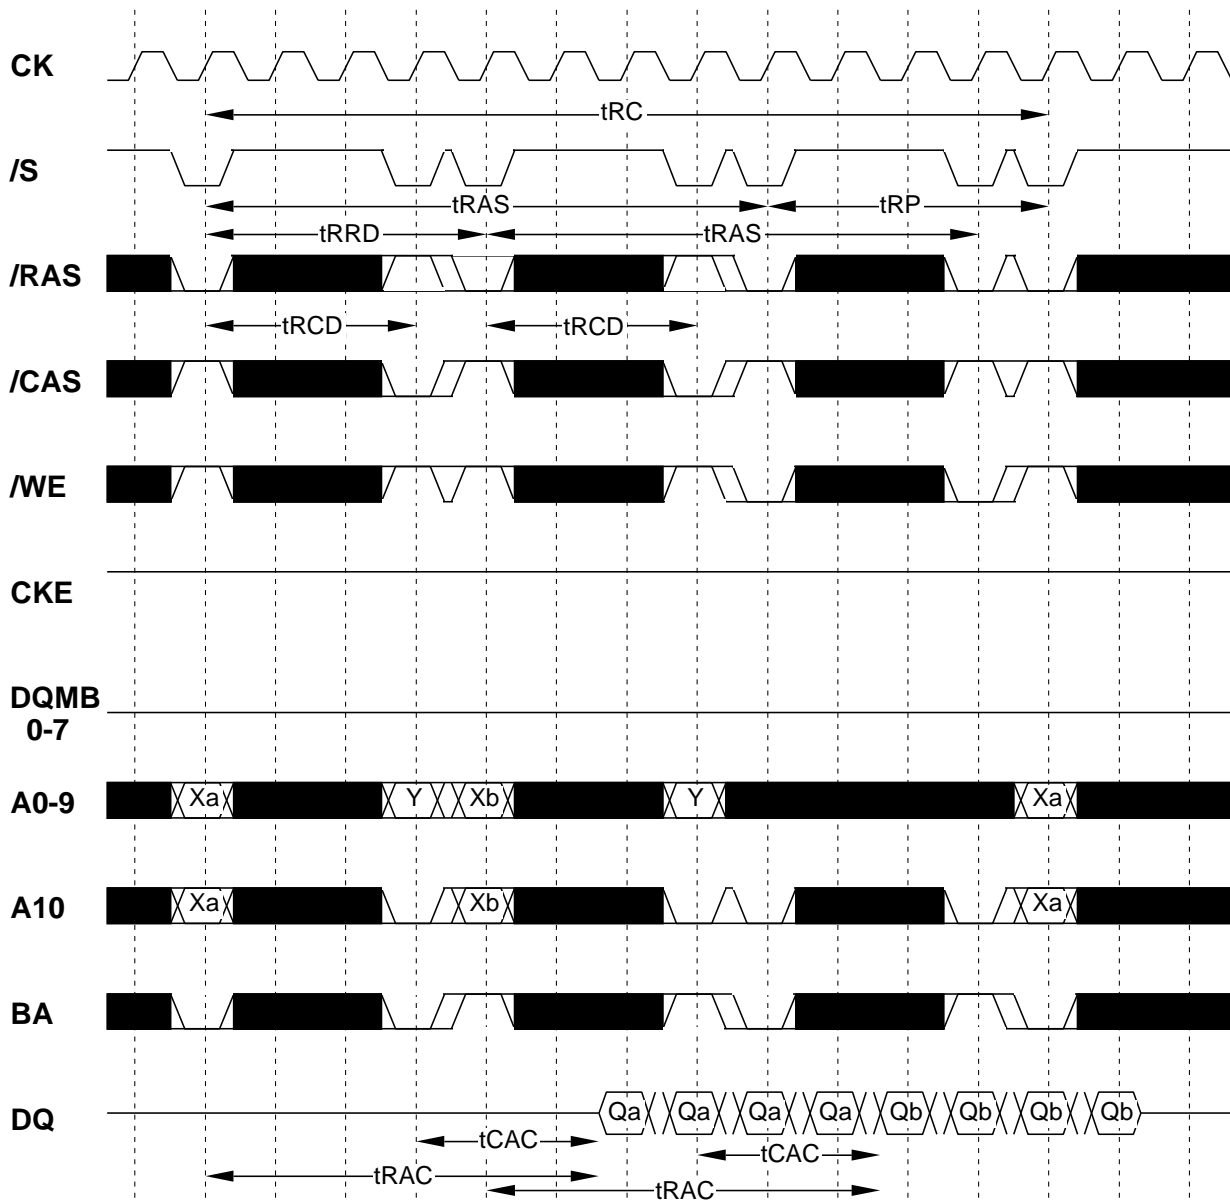 CK
tRC
/S
tRAS tRP
tRRD tRAS
/RAS
tRCD tRCD
/CAS
/WE
CKE
DQMB
0-7
A0-9 Xa Y Xb Y Xa
A10 Xa Xb Xa
BA
DQ Qa Qa Qa Qa Qb Qb Qb Qb
tCAC
tCAC
tRAC
tRAC